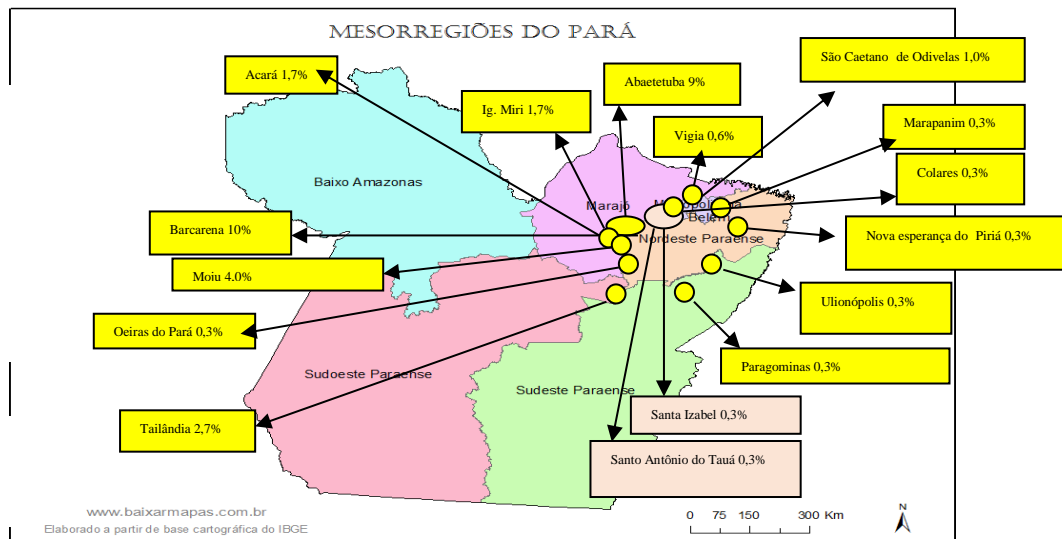 MESORREGIÕES DO PARÁ
São Caetano de Odivelas 1,0%
Acará 1,7%
Abaetetuba 9%
Ig. Miri 1,7%
Marapanim 0,3%
Vigia 0,6%
Colares 0,3%
Baixo Amazonas
Marajó
Belém
Nordeste Paraense
Barcarena 10%
Nova esperança do Piriá 0,3%
Moiu 4.0%
Ulionópolis 0,3%
Oeiras do Pará 0,3%
Paragominas 0,3%
Sudoeste Paraense
Sudeste Paraense
Santa Izabel 0,3%
Tailândia 2,7%
Santo Antônio do Tauá 0,3%
www.baixarmapas.com.br
Elaborado a partir de base cartográfica do IBGE
0 75 150 300 Km
N